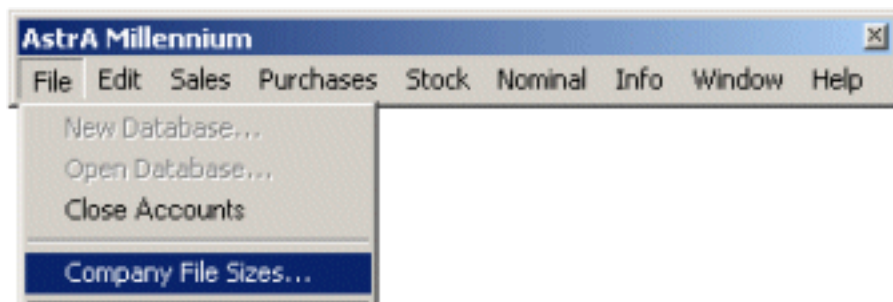 AstrA Millennium
File Edit Sales Purchases Stock Nominal Info Window Help
New Database...
Open Database...
Close Accounts
Company File Sizes...